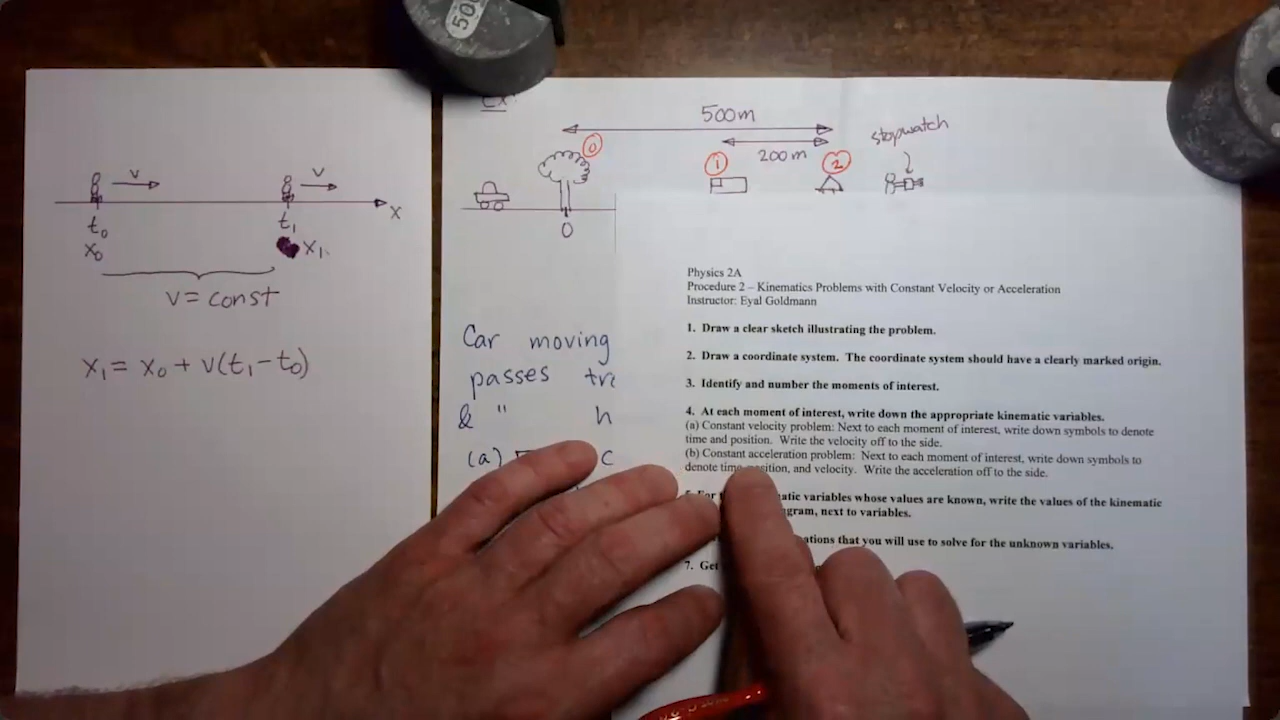 50
v
v
x
t₀
t₁
x₀
x₁
v = const
x₁ = x₀ + v(t₁ - t₀)
Ex:
500m
200m
stopwatch
0
1
2
0
Car moving
passes
& "
(a)
Physics 2A
Procedure 2 – Kinematics Problems with Constant Velocity or Acceleration
Instructor: Eyal Goldmann
1. Draw a clear sketch illustrating the problem.
2. Draw a coordinate system. The coordinate system should have a clearly marked origin.
3. Identify and number the moments of interest.
4. At each moment of interest, write down the appropriate kinematic variables.
(a) Constant velocity problem: Next to each moment of interest, write down symbols to denote
time and position. Write the velocity off to the side.
(b) Constant acceleration problem: Next to each moment of interest, write down symbols to
denote time, position, and velocity. Write the acceleration off to the side.
5. For variables whose values are known, write the values of the kinematic
next to variables.
that you will use to solve for the unknown variables.
7. Get